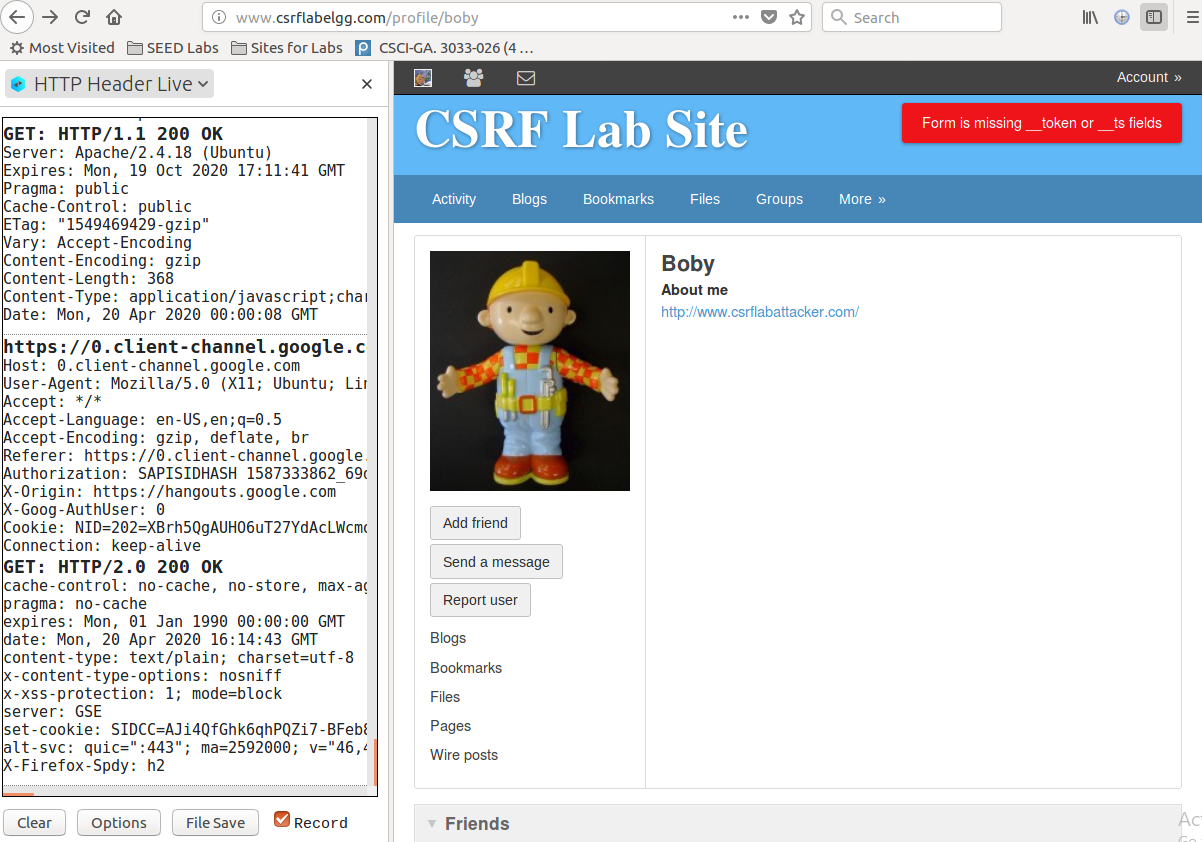 www.csrflabelgg.com/profile/boby
Search
Most Visited SEED Labs Sites for Labs CSCI-GA. 3033-026 (4 …
HTTP Header Live
GET: HTTP/1.1 200 OK
Server: Apache/2.4.18 (Ubuntu)
Expires: Mon, 19 Oct 2020 17:11:41 GMT
Pragma: public
Cache-Control: public
ETag: "1549469429-gzip"
Vary: Accept-Encoding
Content-Encoding: gzip
Content-Length: 368
Content-Type: application/javascript;char
Date: Mon, 20 Apr 2020 00:00:08 GMT
https://0.client-channel.google.c
Host: 0.client-channel.google.com
User-Agent: Mozilla/5.0 (X11; Ubuntu; Lin
Accept: */*
Accept-Language: en-US,en;q=0.5
Accept-Encoding: gzip, deflate, br
Referer: https://0.client-channel.google.
Authorization: SAPISIDHASH 1587333862_69
X-Origin: https://hangouts.google.com
X-Goog-AuthUser: 0
Cookie: NID=202=XBrh5QgAUHO6uT27YdAcLWcm
Connection: keep-alive
GET: HTTP/2.0 200 OK
cache-control: no-cache, no-store, max-ag
pragma: no-cache
expires: Mon, 01 Jan 1990 00:00:00 GMT
date: Mon, 20 Apr 2020 16:14:43 GMT
content-type: text/plain; charset=utf-8
x-content-type-options: nosniff
x-xss-protection: 1; mode=block
server: GSE
set-cookie: SIDCC=AJi4QfGhk6qhPQZi7-BFeb8
alt-svc: quic=":443"; ma=2592000; v="46,4
X-Firefox-Spdy: h2
Clear Options File Save Record
Account »
CSRF Lab Site
Form is missing __token or __ts fields
Activity Blogs Bookmarks Files Groups More »
Boby
About me
http://www.csrflabattacker.com/
Add friend
Send a message
Report user
Blogs
Bookmarks
Files
Pages
Wire posts
Friends